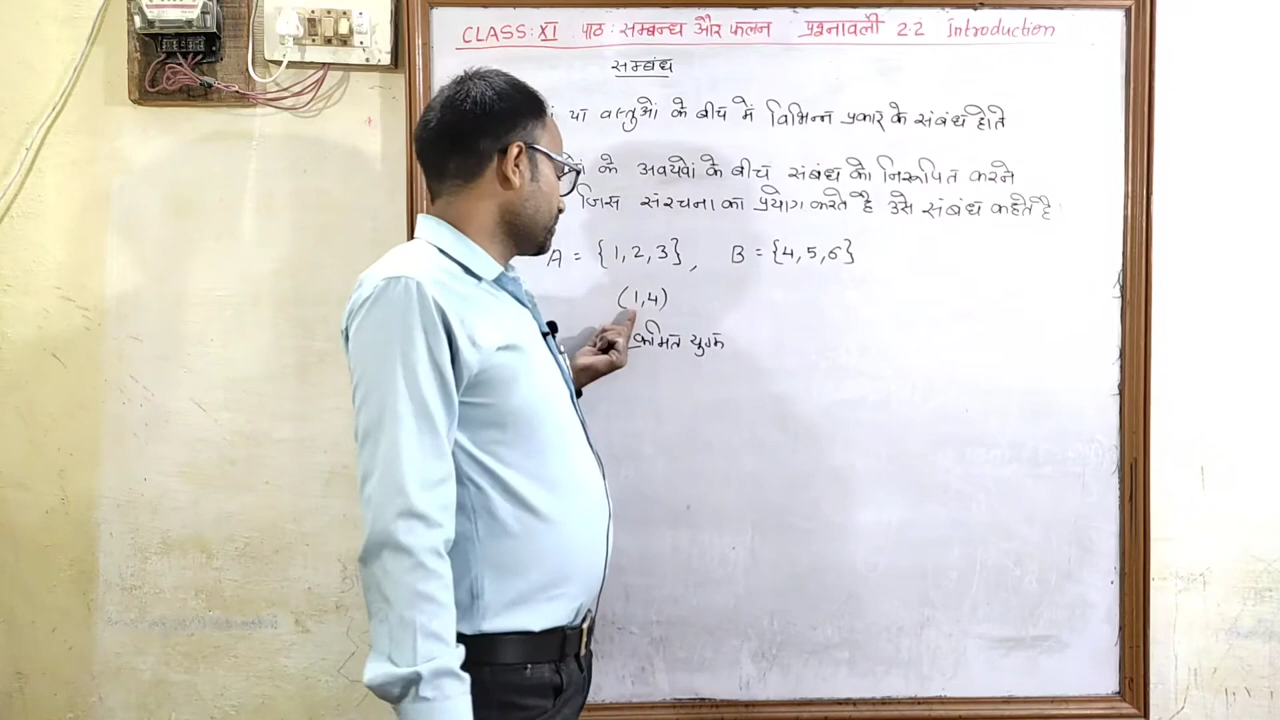 CLASS: XI पाठ: सम्बन्ध और फलन प्रश्नावली 2.2 Introduction
सम्बंध
या वस्तुओं के बीच में विभिन्न प्रकार के संबंध होते
के अवयवों के बीच संबंध को निरूपित करने
जिस संरचना का प्रयोग करते है उसे संबंध कहेते है
A = {1,2,3}, B = {4,5,6}
(1,4)
क्रमित युग्म